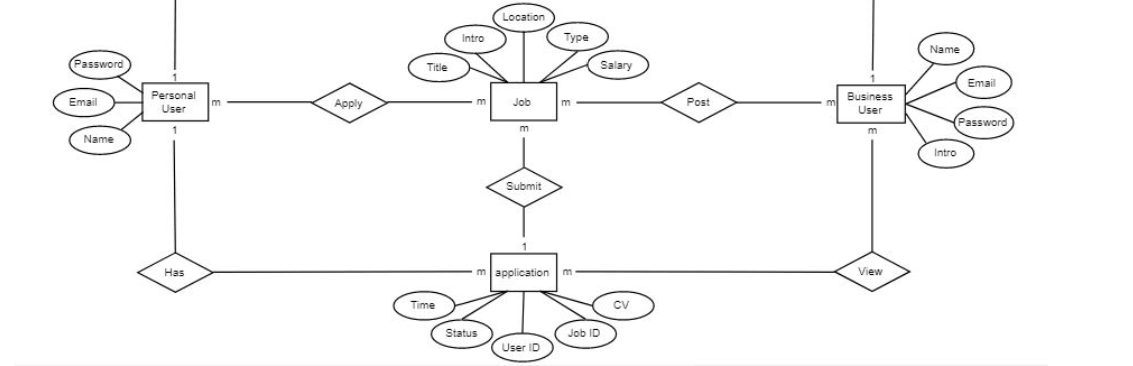 Location
Intro
Type
Title
Salary
Name
Password
Email
Email
Name
Password
Intro
1
Personal
User
m
Apply
m
Job
m
Post
m
1
Business
User
1
m
m
Submit
1
Has
m
application
m
View
Time
CV
Status
Job ID
User ID